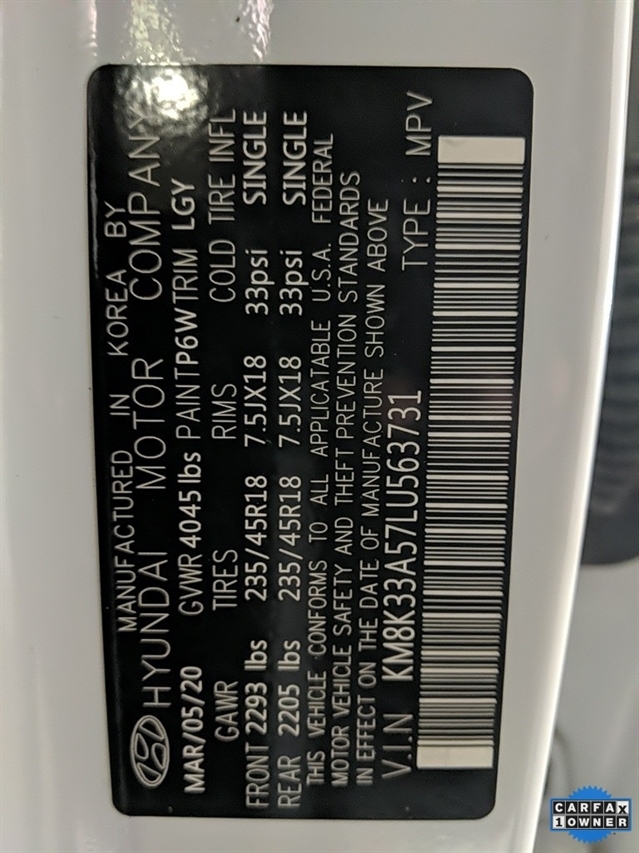 MANUFACTURED IN KOREA BY
HYUNDAI MOTOR COMPANY
MAR/05/20 GVWR 4045 lbs PAINT P6W TRIM LGY
GAWR TIRES RIMS COLD TIRE INFL
FRONT 2293 lbs 235/45R18 7.5JX18 33psi SINGLE
REAR 2205 lbs 235/45R18 7.5JX18 33psi SINGLE
THIS VEHICLE CONFORMS TO ALL APPLICABLE U.S.A. FEDERAL
MOTOR VEHICLE SAFETY AND THEFT PREVENTION STANDARDS
IN EFFECT ON THE DATE OF MANUFACTURE SHOWN ABOVE
V.I.N KM8K33A57LU563731 TYPE : MPV
CARFAX
1 OWNER